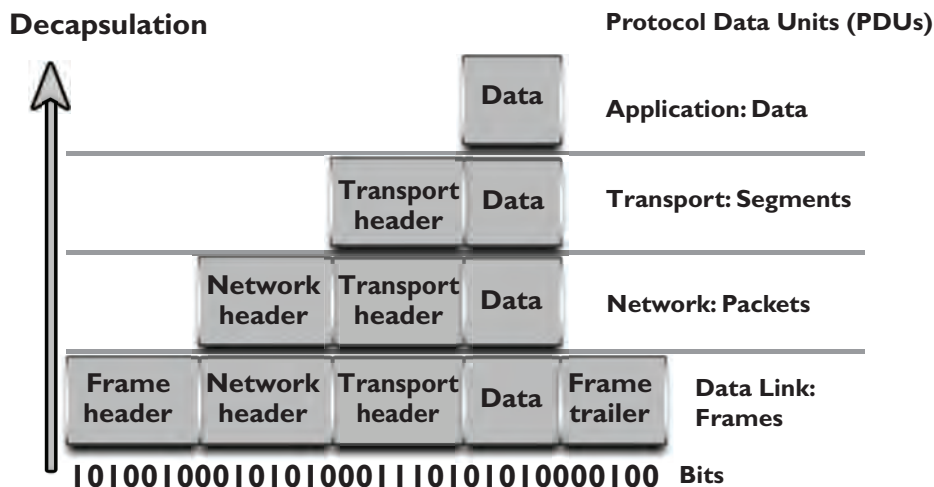 Decapsulation
Protocol Data Units (PDUs)
Data
Application: Data
Transport
header
Data
Transport: Segments
Network
header
Transport
header
Data
Network: Packets
Frame
header
Network
header
Transport
header
Data
Frame
trailer
Data Link:
Frames
101001000101010001110101010000100 Bits